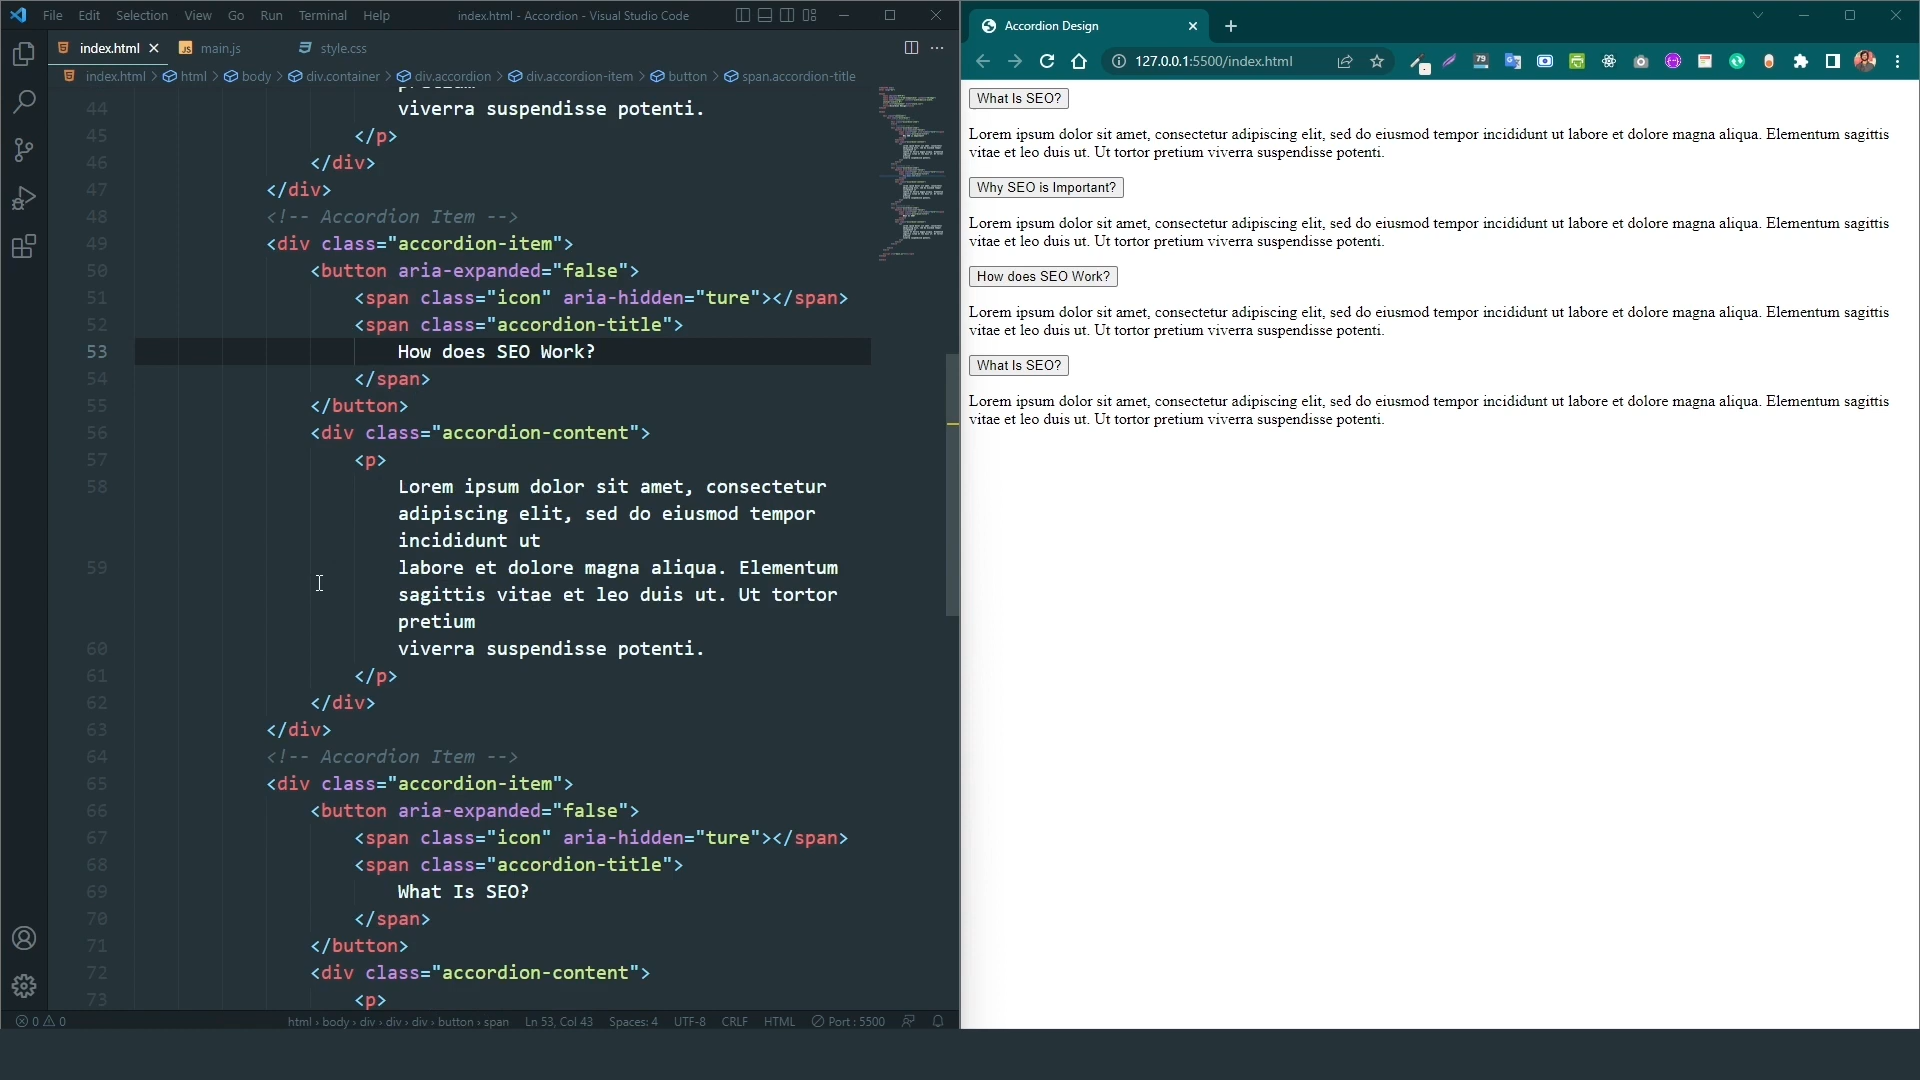 File Edit Selection View Go Run Terminal Help index.html - Accordion - Visual Studio Code
index.html main.js style.css
index.html > html > body > div.container > div.accordion > div.accordion-item > button > span.accordion-title
44 viverra suspendisse potenti.
45 </p>
46 </div>
47 </div>
48 <!-- Accordion Item -->
49 <div class="accordion-item">
50 <button aria-expanded="false">
51 <span class="icon" aria-hidden="ture"></span>
52 <span class="accordion-title">
53 How does SEO Work?
54 </span>
55 </button>
56 <div class="accordion-content">
57 <p>
58 Lorem ipsum dolor sit amet, consectetur
adipiscing elit, sed do eiusmod tempor
incididunt ut
59 labore et dolore magna aliqua. Elementum
sagittis vitae et leo duis ut. Ut tortor
pretium
60 viverra suspendisse potenti.
61 </p>
62 </div>
63 </div>
64 <!-- Accordion Item -->
65 <div class="accordion-item">
66 <button aria-expanded="false">
67 <span class="icon" aria-hidden="ture"></span>
68 <span class="accordion-title">
69 What Is SEO?
70 </span>
71 </button>
72 <div class="accordion-content">
73 <p>
0 0 html › body › div › div › div › button › span Ln 53, Col 43 Spaces: 4 UTF-8 CRLF HTML Port : 5500
Accordion Design
127.0.0.1:5500/index.html 79
What Is SEO?
Lorem ipsum dolor sit amet, consectetur adipiscing elit, sed do eiusmod tempor incididunt ut labore et dolore magna aliqua. Elementum sagittis
vitae et leo duis ut. Ut tortor pretium viverra suspendisse potenti.
Why SEO is Important?
Lorem ipsum dolor sit amet, consectetur adipiscing elit, sed do eiusmod tempor incididunt ut labore et dolore magna aliqua. Elementum sagittis
vitae et leo duis ut. Ut tortor pretium viverra suspendisse potenti.
How does SEO Work?
Lorem ipsum dolor sit amet, consectetur adipiscing elit, sed do eiusmod tempor incididunt ut labore et dolore magna aliqua. Elementum sagittis
vitae et leo duis ut. Ut tortor pretium viverra suspendisse potenti.
What Is SEO?
Lorem ipsum dolor sit amet, consectetur adipiscing elit, sed do eiusmod tempor incididunt ut labore et dolore magna aliqua. Elementum sagittis
vitae et leo duis ut. Ut tortor pretium viverra suspendisse potenti.